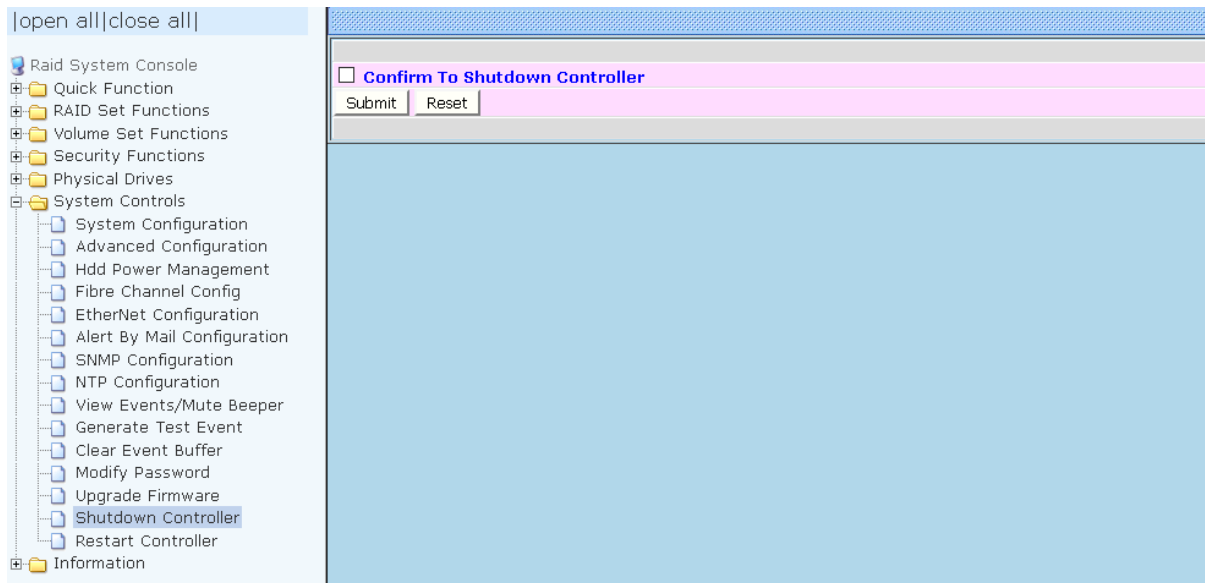 |open all|close all|
Raid System Console
Quick Function
RAID Set Functions
Volume Set Functions
Security Functions
Physical Drives
System Controls
System Configuration
Advanced Configuration
Hdd Power Management
Fibre Channel Config
EtherNet Configuration
Alert By Mail Configuration
SNMP Configuration
NTP Configuration
View Events/Mute Beeper
Generate Test Event
Clear Event Buffer
Modify Password
Upgrade Firmware
Shutdown Controller
Restart Controller
Information
Confirm To Shutdown Controller
Submit Reset